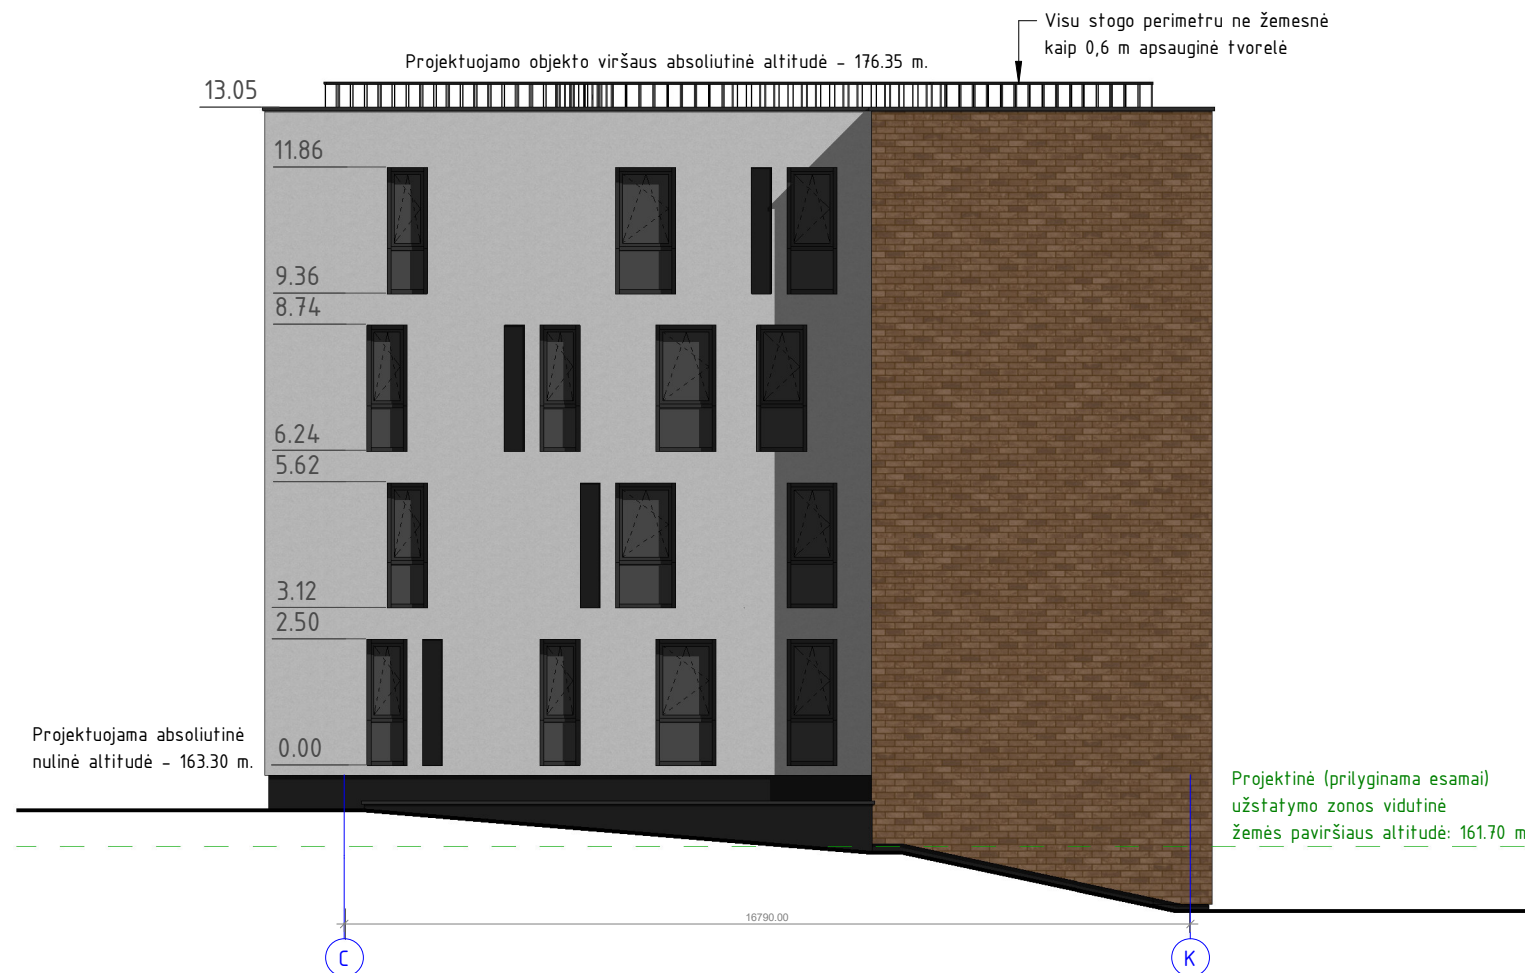 Visu stogo perimetru ne žemesnė
kaip 0,6 m apsauginė tvorelė
Projektuojamo objekto viršaus absoliutinė altitudė - 176.35 m.
13.05
11.86
9.36
8.74
6.24
5.62
3.12
2.50
0.00
Projektuojama absoliutinė
nulinė altitudė - 163.30 m.
Projektinė (prilyginama esamai)
užstatymo zonos vidutinė
žemės paviršiaus altitudė: 161.70 m
16790.00
C
K